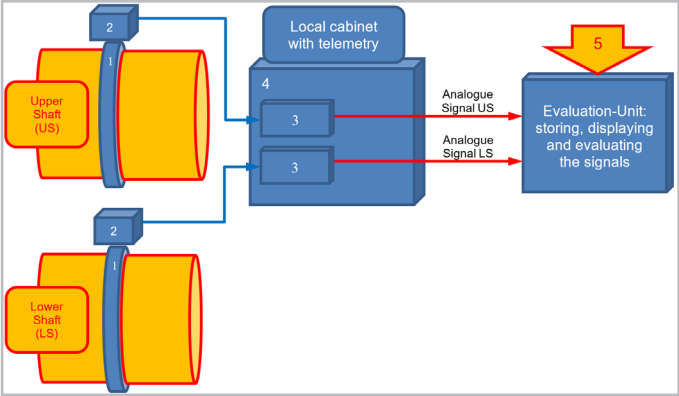 2
1
Upper
Shaft
(US)
Local cabinet
with telemetry
4
3
3
Analogue
Signal US
Analogue
Signal LS
5
Evaluation-Unit:
storing, displaying
and evaluating
the signals
2
1
Lower
Shaft
(LS)